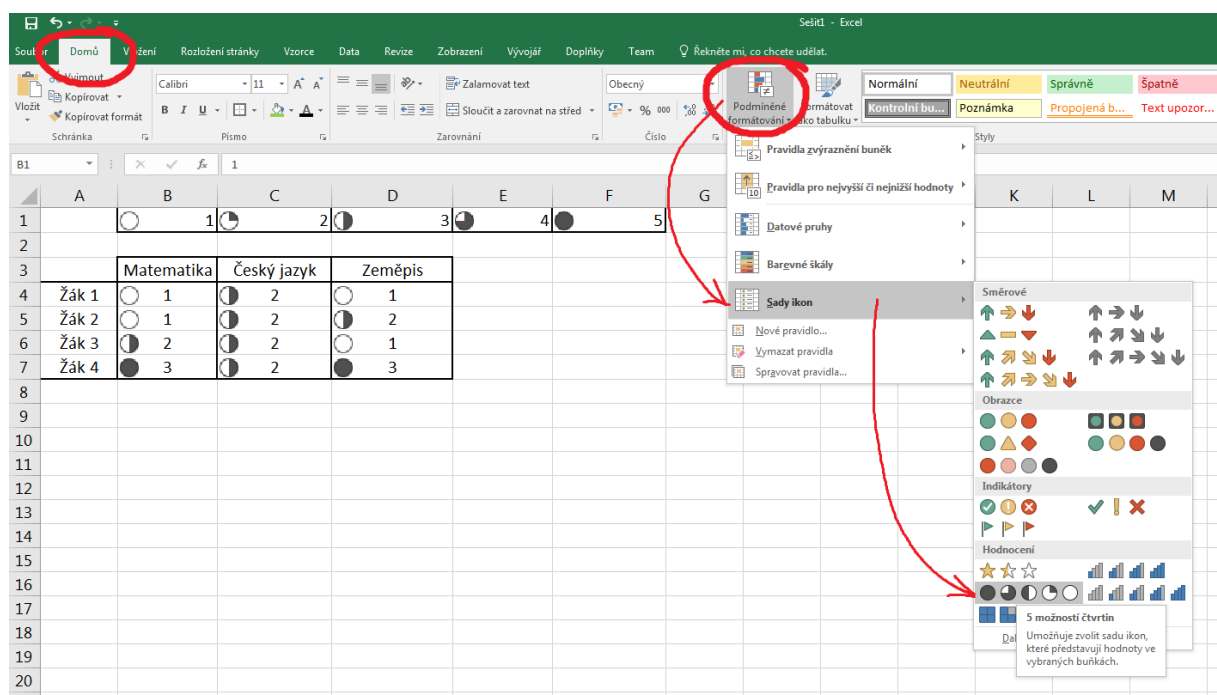 Sešit1 - Excel
Soubor Domů Vložení Rozložení stránky Vzorce Data Revize Zobrazení Vývojář Doplňky Team Řekněte mi, co chcete udělat.
Vložit
Vyjmout
Kopírovat
Kopírovat formát
Schránka
Calibri 11 A A
B I U A
Písmo
Zalamovat text
Sloučit a zarovnat na střed
Zarovnání
Obecný
% 000
Číslo
Podmíněné
formátování
Formátovat
jako tabulku
Normální Neutrální Správně Špatně
Kontrolní bu... Poznámka Propojená b... Text upozor...
Styly
B1 fx 1
A B C D E F G K L M
1 1 2 3 4 5
2
3 Matematika Český jazyk Zeměpis
4 Žák 1 1 2 1
5 Žák 2 1 2 2
6 Žák 3 2 2 1
7 Žák 4 3 2 3
8
9
10
11
12
13
14
15
16
17
18
19
20
Pravidla zvýraznění buněk
Pravidla pro nejvyšší či nejnižší hodnoty
Datové pruhy
Barevné škály
Sady ikon
Nové pravidlo...
Vymazat pravidla
Spravovat pravidla...
Směrové
Obrazce
Indikátory
Hodnocení
5 možností čtvrtin
Umožňuje zvolit sadu ikon,
které představují hodnoty ve
vybraných buňkách.